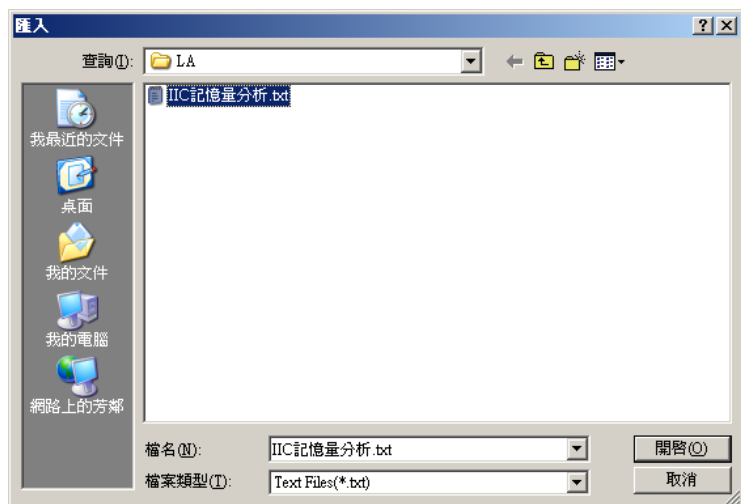 匯入
查詢(I):
LA
IIC記憶量分析.txt
我最近的文件
桌面
我的文件
我的電腦
網路上的芳鄰
檔名(N):
IIC記憶量分析.txt
開啓(O)
檔案類型(T):
Text Files(*.txt)
取消